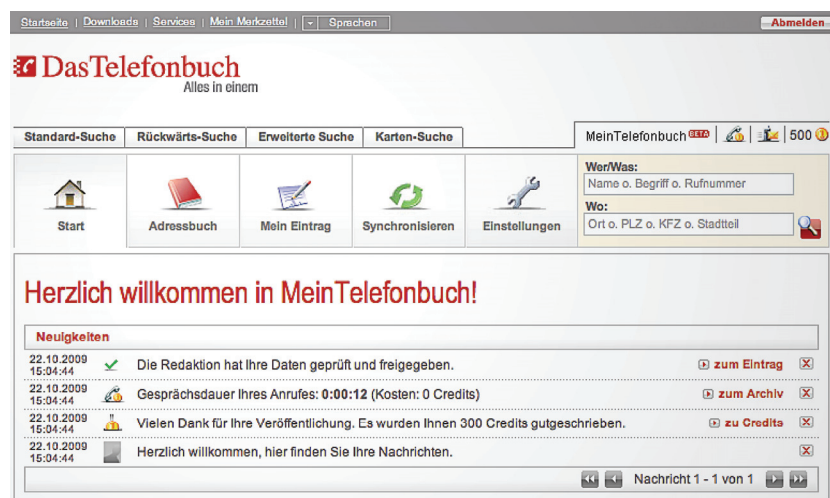 Startseite | Downloads | Services | Mein Merkzettel | Sprachen
Abmelden
DasTelefonbuch
Alles in einem
Standard-Suche Rückwärts-Suche Erweiterte Suche Karten-Suche
MeinTelefonbuch BETA 500
Start Adressbuch Mein Eintrag Synchronisieren Einstellungen
Wer/Was:
Name o. Begriff o. Rufnummer
Wo:
Ort o. PLZ o. KFZ o. Stadtteil
Herzlich willkommen in MeinTelefonbuch!
Neuigkeiten
22.10.2009
15:04:44
Die Redaktion hat Ihre Daten geprüft und freigegeben. zum Eintrag
22.10.2009
15:04:44
Gesprächsdauer Ihres Anrufes: 0:00:12 (Kosten: 0 Credits) zum Archiv
22.10.2009
15:04:44
Vielen Dank für Ihre Veröffentlichung. Es wurden Ihnen 300 Credits gutgeschrieben. zu Credits
22.10.2009
15:04:44
Herzlich willkommen, hier finden Sie Ihre Nachrichten.
Nachricht 1 - 1 von 1